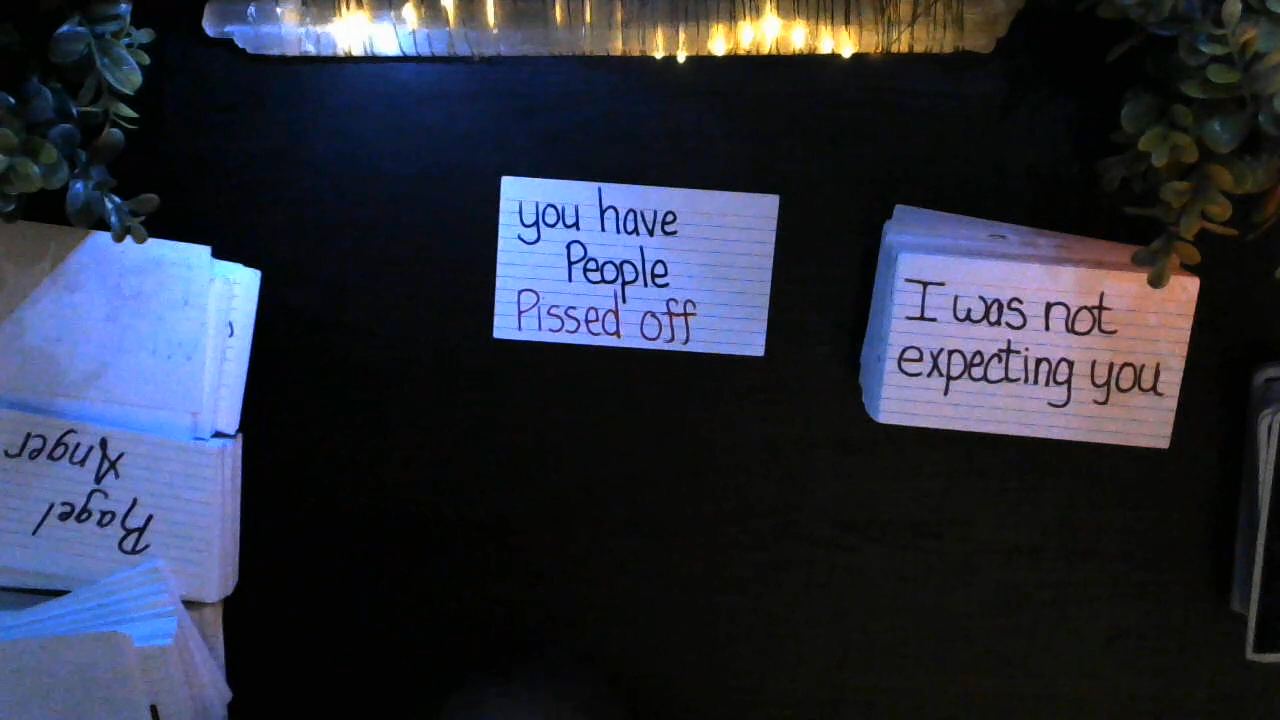 you have
People
Pissed off
I was not
expecting you
Rage/
Anger